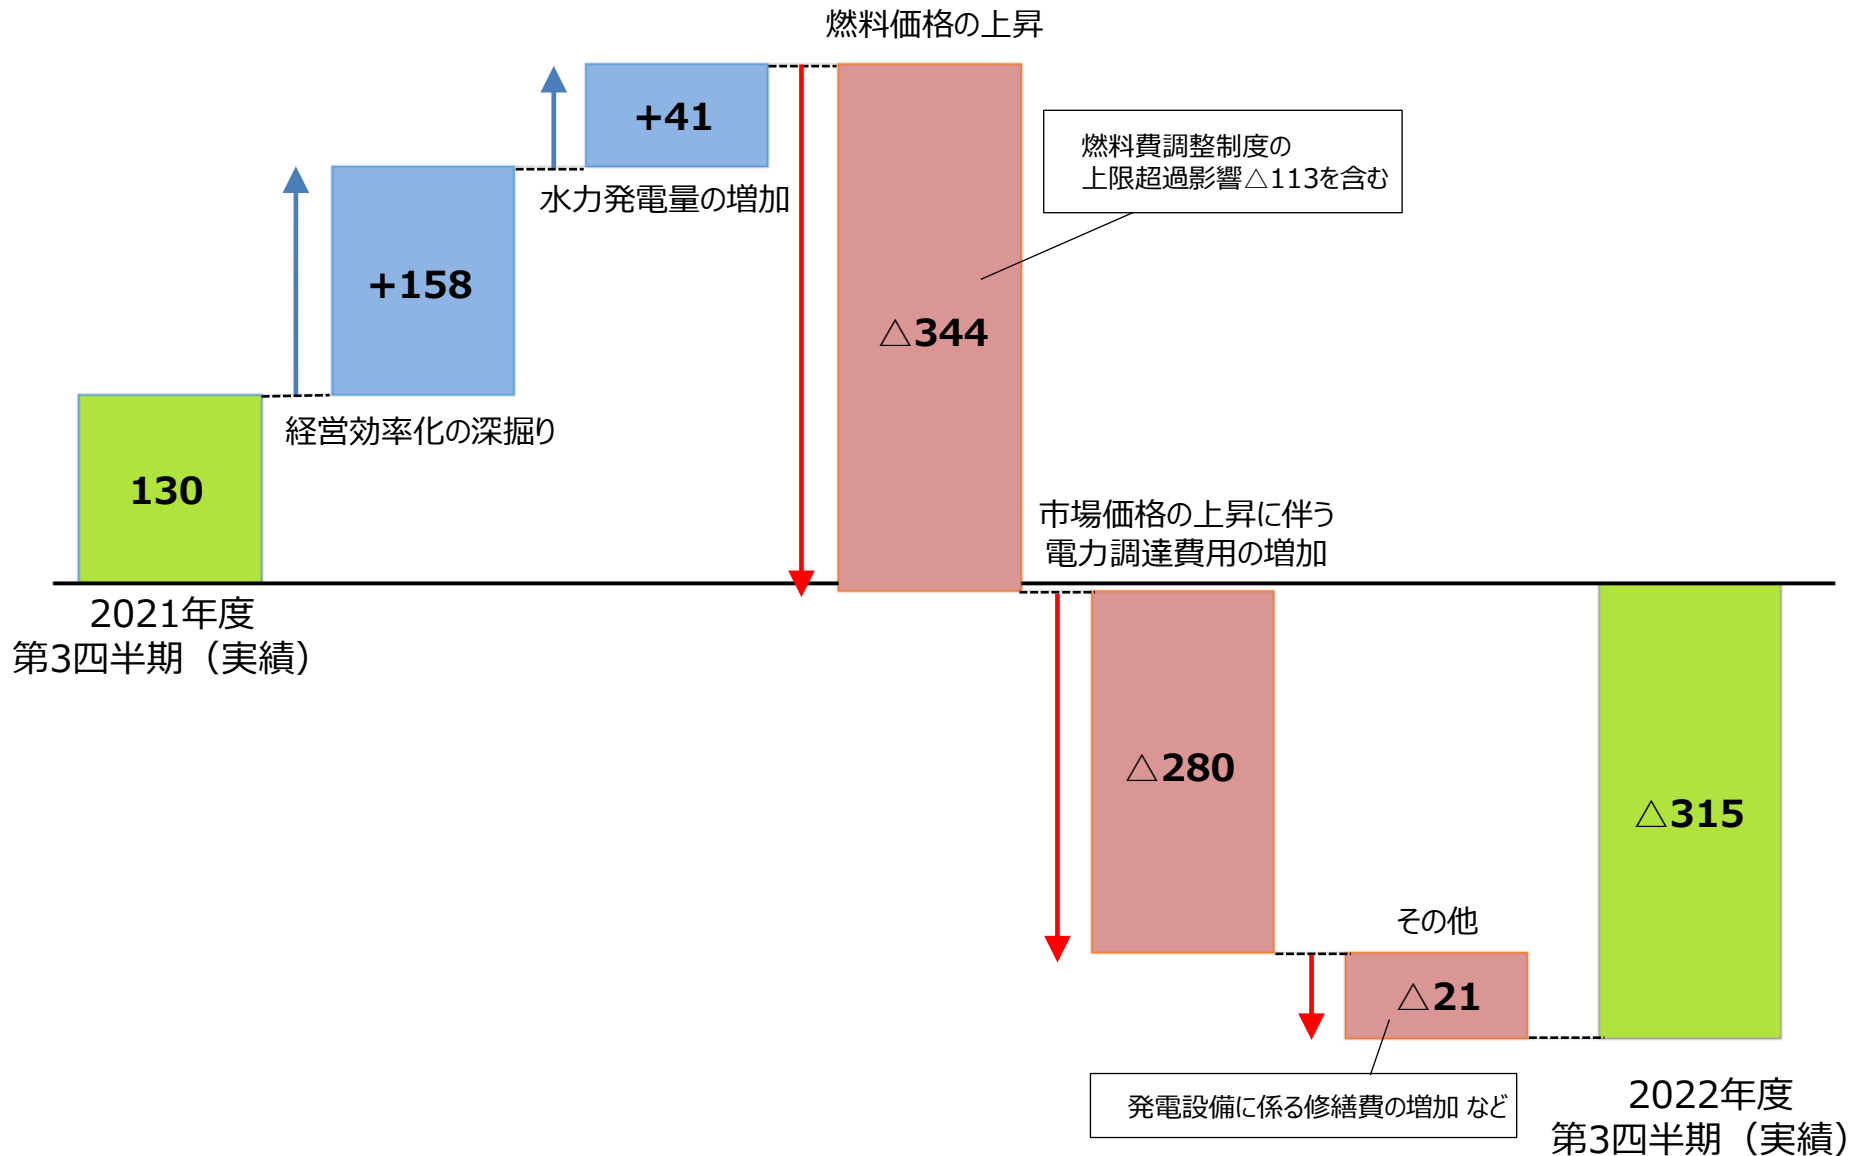 燃料価格の上昇
+41
燃料費調整制度の
上限超過影響△113を含む
水力発電量の増加
+158
△344
経営効率化の深掘り
130
市場価格の上昇に伴う
電力調達費用の増加
2021年度
第3四半期（実績）
△280
△315
その他
△21
発電設備に係る修繕費の増加 など
2022年度
第3四半期（実績）